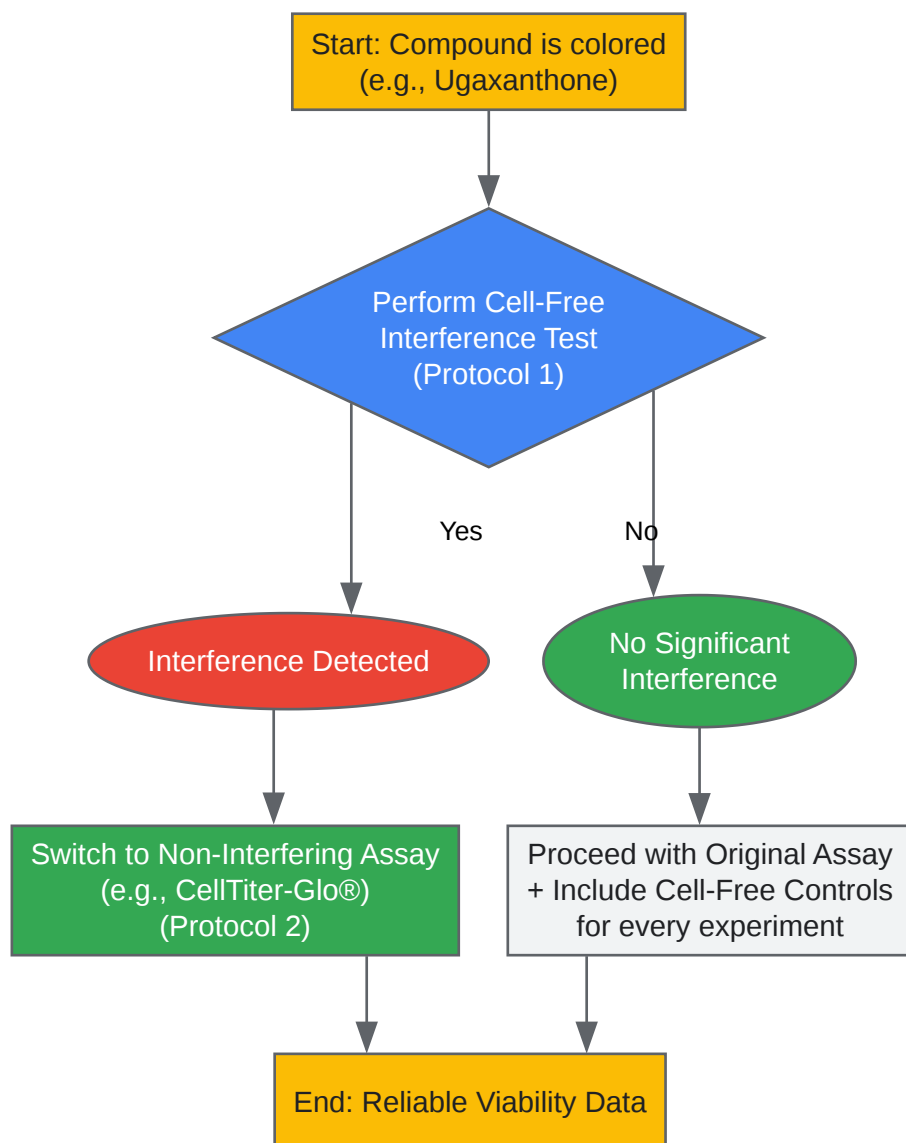 Start: Compound is colored
(e.g., Ugaxanthone)
Perform Cell-Free
Interference Test
(Protocol 1)
Yes
No
Interference Detected
No Significant
Interference
Switch to Non-Interfering Assay
(e.g., CellTiter-Glo®)
(Protocol 2)
Proceed with Original Assay
+ Include Cell-Free Controls
for every experiment
End: Reliable Viability Data